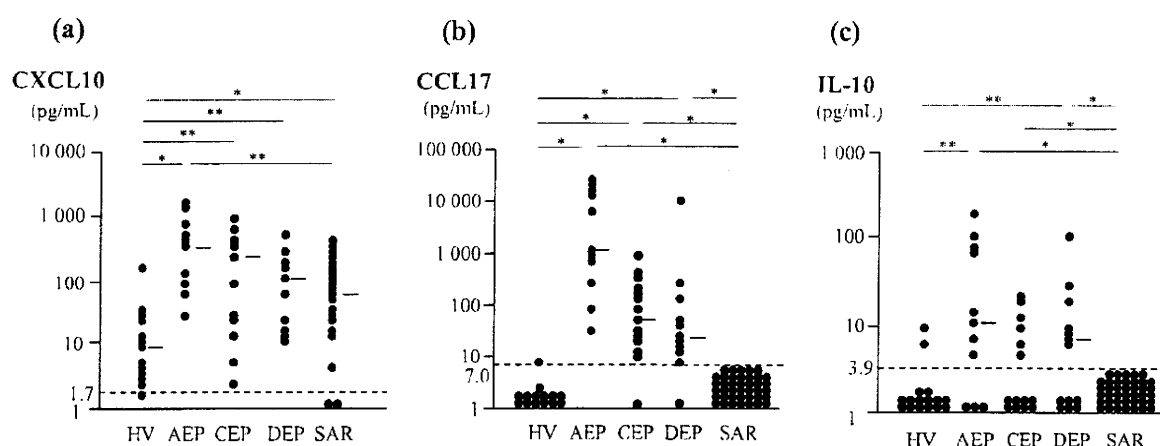 (a)
CXCL10
(pg/mL)
*
**
**
*
**
10 000
1 000
100
10
1.7
1
HV AEP CEP DEP SAR
(b)
CCL17
(pg/mL)
*
*
*
*
*
*
100 000
10 000
1 000
100
10
7.0
1
HV AEP CEP DEP SAR
(c)
IL-10
(pg/mL)
**
*
*
**
*
1 000
100
10
3.9
1
HV AEP CEP DEP SAR